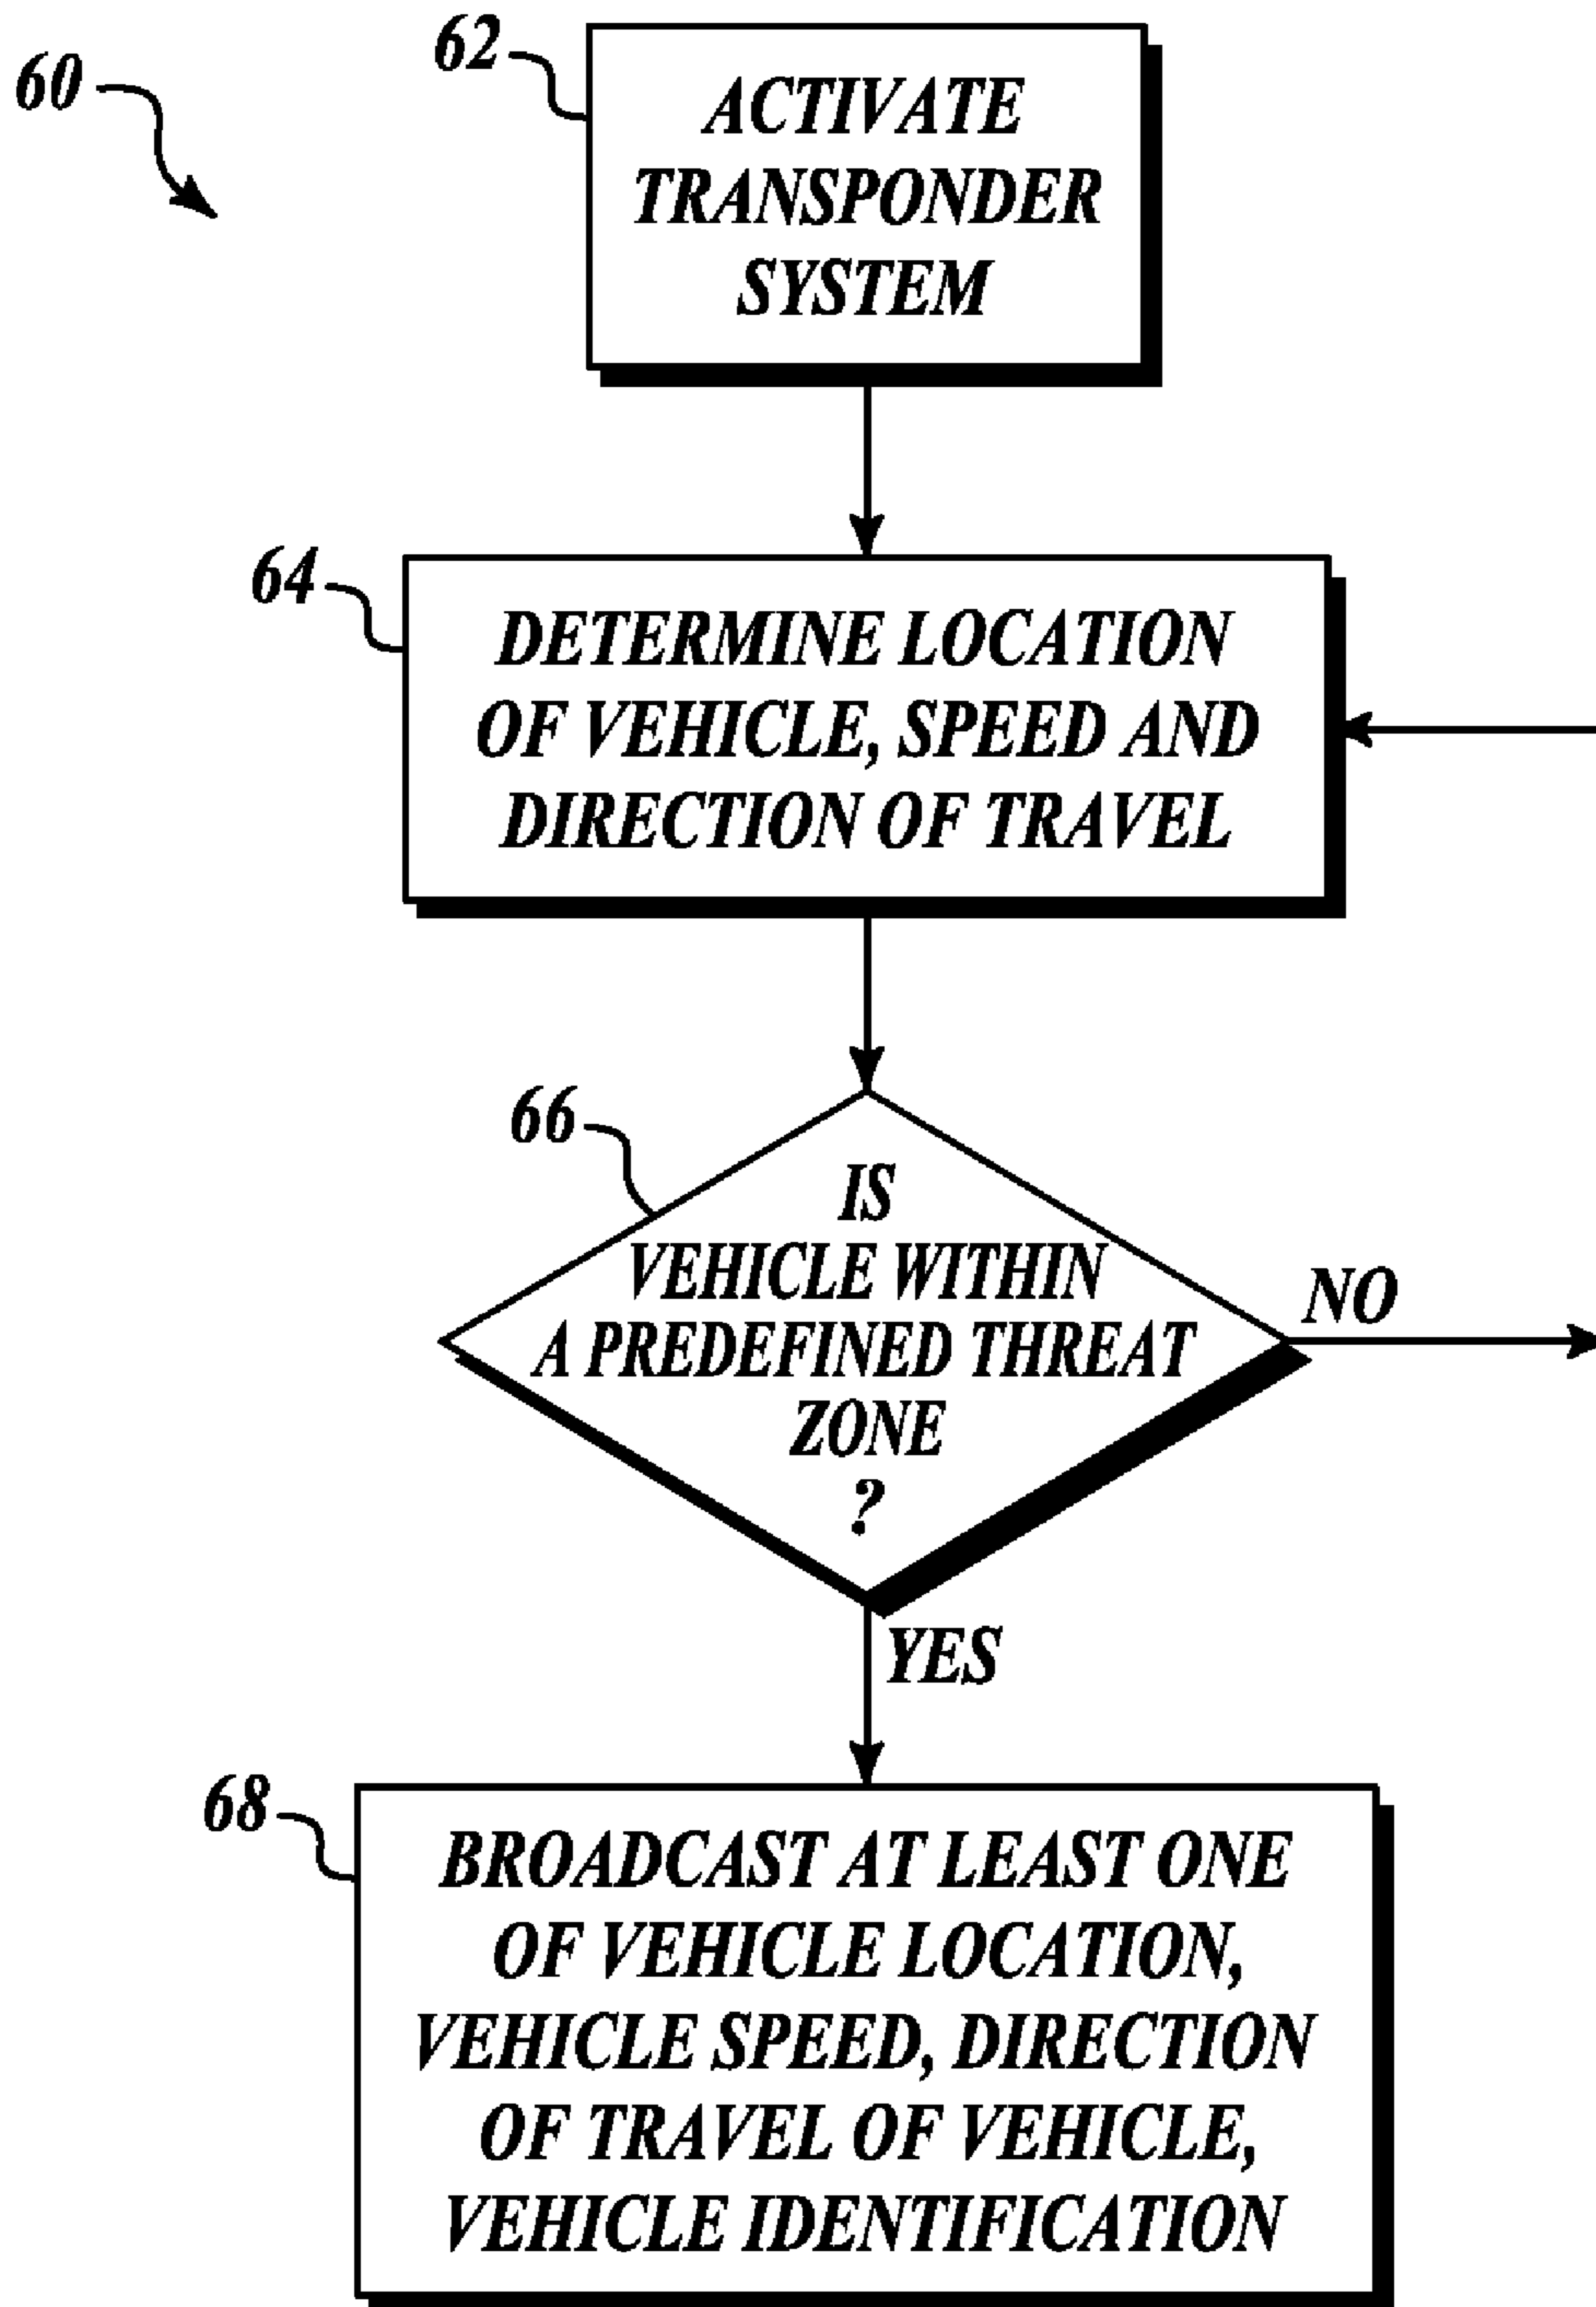 60
62
ACTIVATE
TRANSPONDER
SYSTEM
64
DETERMINE LOCATION
OF VEHICLE, SPEED AND
DIRECTION OF TRAVEL
66
IS
VEHICLE WITHIN
A PREDEFINED THREAT
ZONE
?
NO
YES
68
BROADCAST AT LEAST ONE
OF VEHICLE LOCATION,
VEHICLE SPEED, DIRECTION
OF TRAVEL OF VEHICLE,
VEHICLE IDENTIFICATION